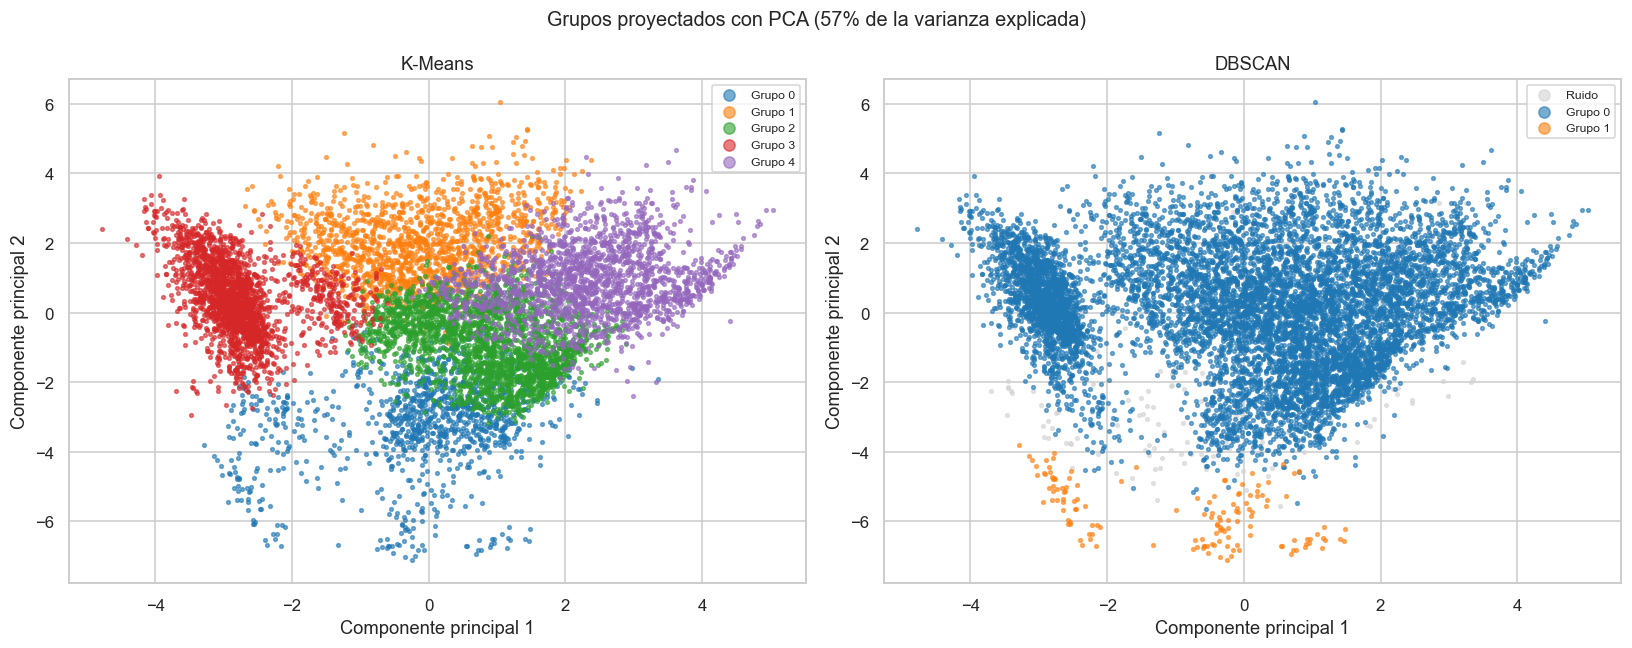 Grupos proyectados con PCA (57% de la varianza explicada)
K-Means
Grupo 0
Grupo 1
Grupo 2
Grupo 3
Grupo 4
6
4
2
0
−2
−4
−6
Componente principal 2
−4
−2
0
2
4
Componente principal 1
DBSCAN
Ruido
Grupo 0
Grupo 1
6
4
2
0
−2
−4
−6
Componente principal 2
−4
−2
0
2
4
Componente principal 1